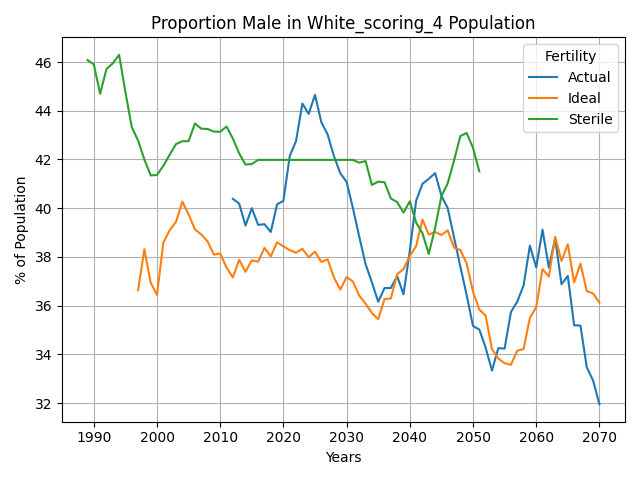 Proportion Male in White_scoring_4 Population
Fertility
Actual
Ideal
Sterile
% of Population
46
44
42
40
38
36
34
32
1990 2000 2010 2020 2030 2040 2050 2060 2070
Years